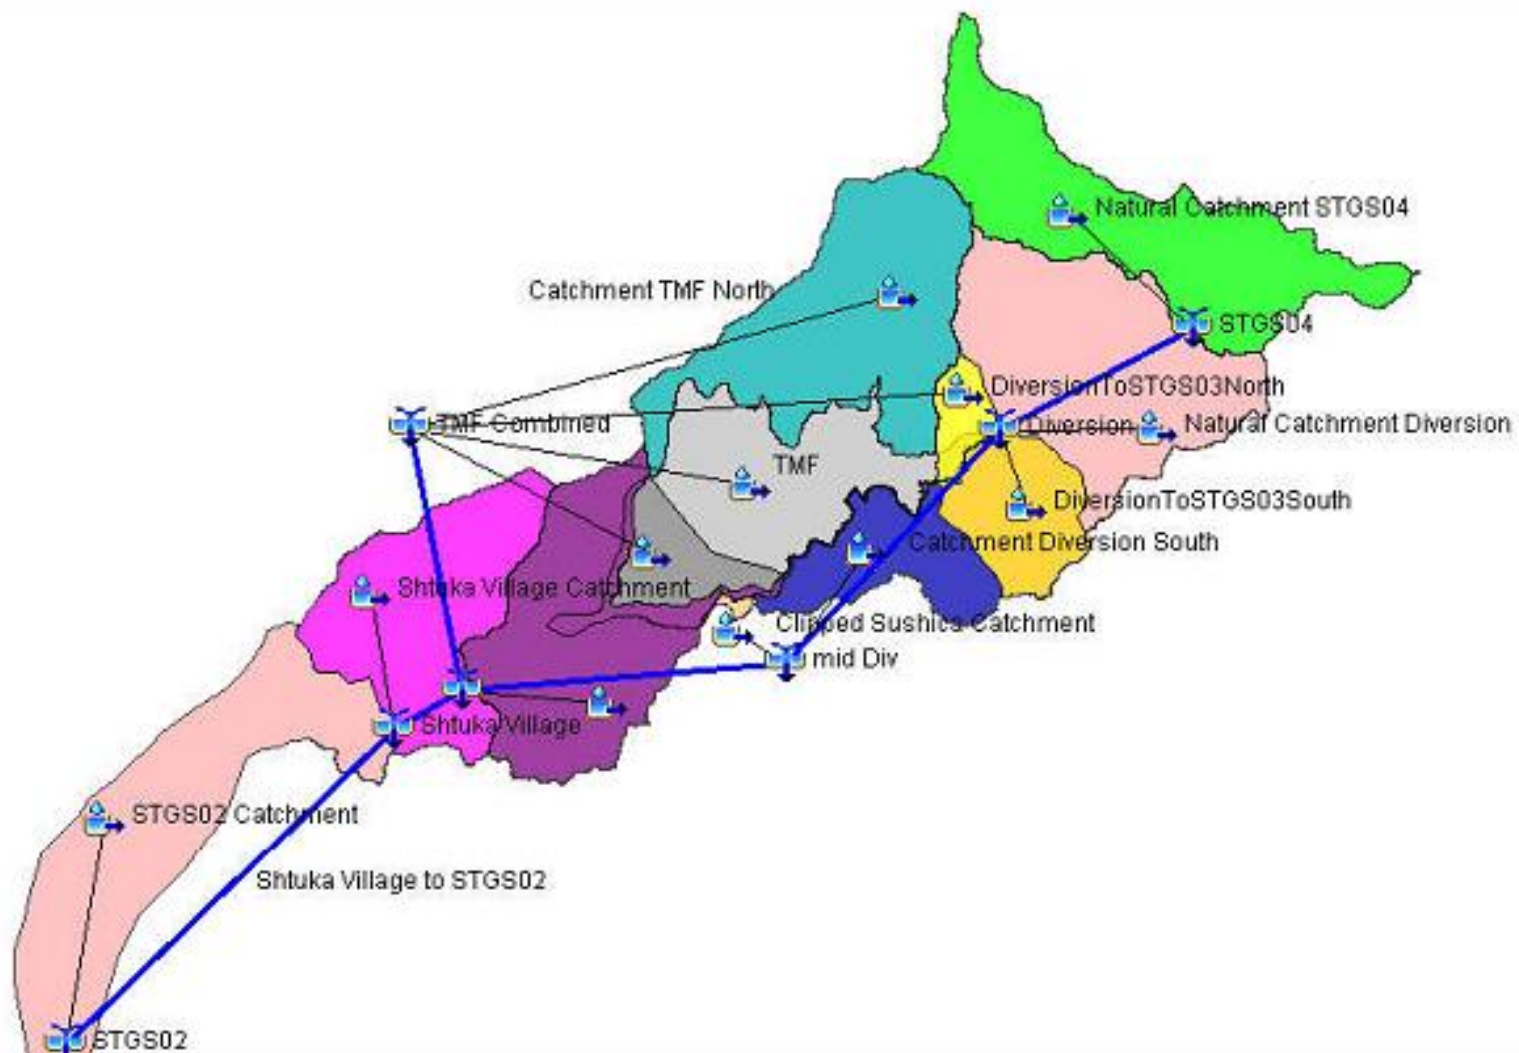 Natural Catchment STGS04
Catchment TMF North
STGS04
DiversionToSTGS03North
TMF Combined
Diversion
Natural Catchment Diversion
TMF
DiversionToSTGS03South
Catchment Diversion South
Shtuka Village Catchment
Clipped Sushica Catchment
mid Div
Shtuka Village
STGS02 Catchment
Shtuka Village to STGS02
STGS02